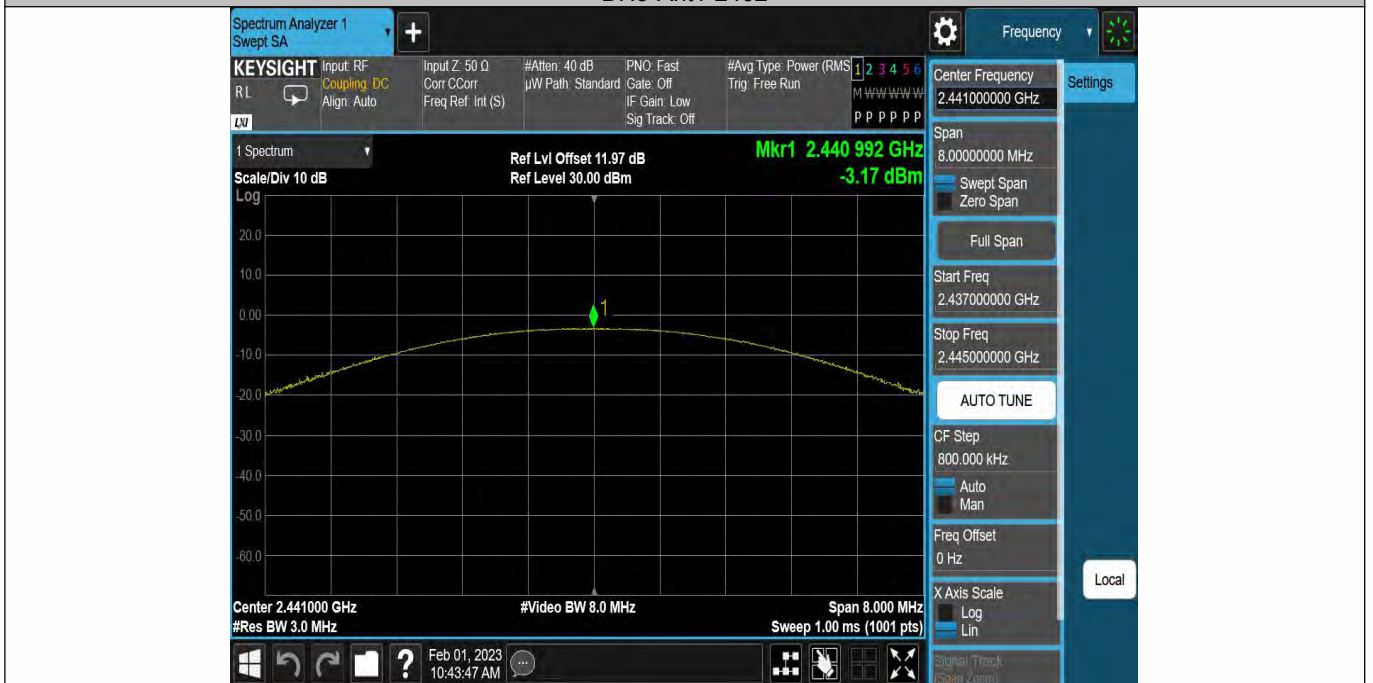 Spectrum Analyzer 1
Swept SA
+
Frequency
KEYSIGHT
RL
LXI
Input: RF
Coupling: DC
Align: Auto
Input Z: 50 Ω
Corr CCorr
Freq Ref: Int (S)
#Atten: 40 dB
µW Path: Standard
PNO: Fast
Gate: Off
IF Gain: Low
Sig Track: Off
#Avg Type: Power (RMS
Trig: Free Run
1 2 3 4 5 6
M W W W W W
P P P P P P
Center Frequency
2.441000000 GHz
Settings
1 Spectrum
Scale/Div 10 dB
Ref Lvl Offset 11.97 dB
Ref Level 30.00 dBm
Mkr1 2.440 992 GHz
-3.17 dBm
Log
20.0
10.0
0.00
-10.0
-20.0
-30.0
-40.0
-50.0
-60.0
1
Center 2.441000 GHz
#Res BW 3.0 MHz
#Video BW 8.0 MHz
Span 8.000 MHz
Sweep 1.00 ms (1001 pts)
Span
8.00000000 MHz
Swept Span
Zero Span
Full Span
Start Freq
2.437000000 GHz
Stop Freq
2.445000000 GHz
AUTO TUNE
CF Step
800.000 kHz
Auto
Man
Freq Offset
0 Hz
X Axis Scale
Log
Lin
Signal Track
(Span Zoom)
Local
?
Feb 01, 2023
10:43:47 AM